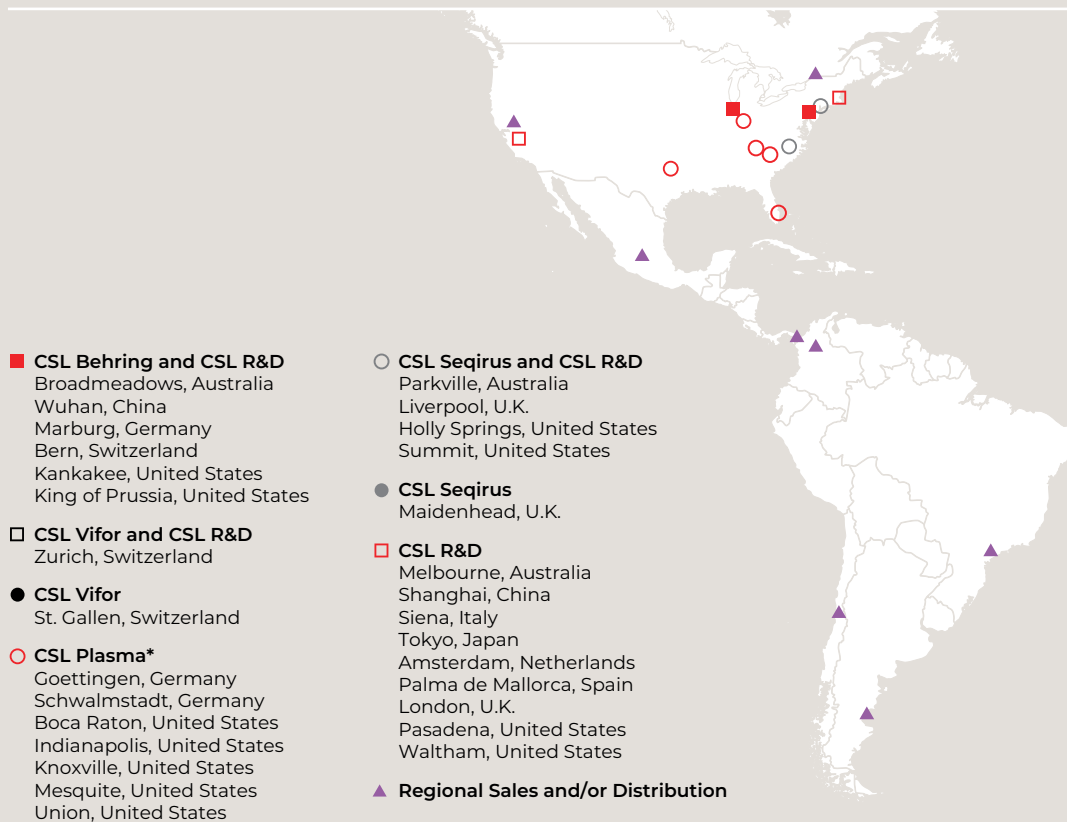 CSL Behring and CSL R&D
Broadmeadows, Australia
Wuhan, China
Marburg, Germany
Bern, Switzerland
Kankakee, United States
King of Prussia, United States
CSL Vifor and CSL R&D
Zurich, Switzerland
CSL Vifor
St. Gallen, Switzerland
CSL Plasma*
Goettingen, Germany
Schwalmstadt, Germany
Boca Raton, United States
Indianapolis, United States
Knoxville, United States
Mesquite, United States
Union, United States
CSL Seqirus and CSL R&D
Parkville, Australia
Liverpool, U.K.
Holly Springs, United States
Summit, United States
CSL Seqirus
Maidenhead, U.K.
CSL R&D
Melbourne, Australia
Shanghai, China
Siena, Italy
Tokyo, Japan
Amsterdam, Netherlands
Palma de Mallorca, Spain
London, U.K.
Pasadena, United States
Waltham, United States
Regional Sales and/or Distribution